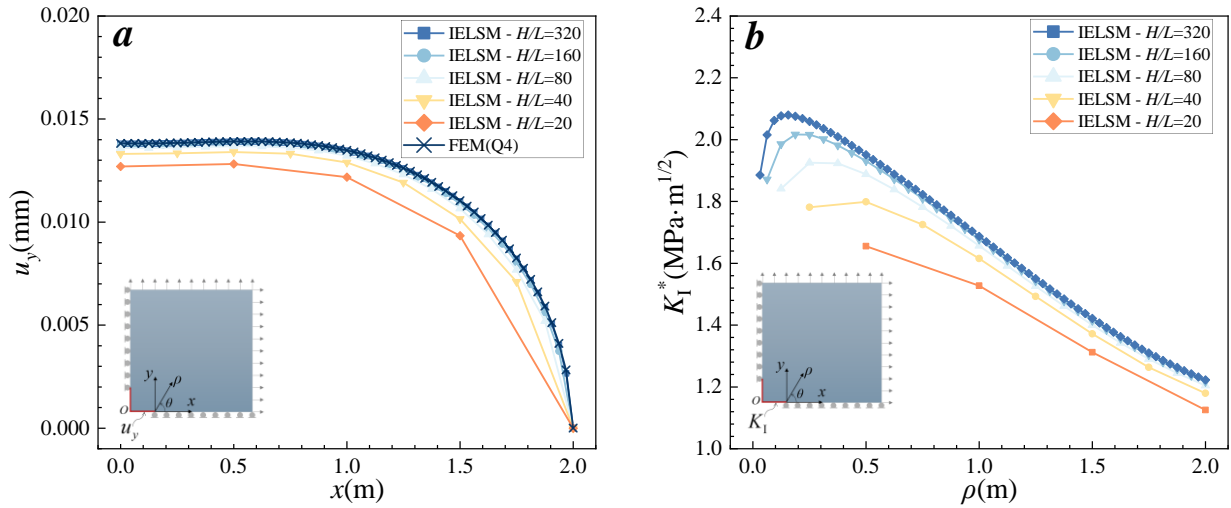 a
IELSM - H/L=320
IELSM - H/L=160
IELSM - H/L=80
IELSM - H/L=40
IELSM - H/L=20
FEM(Q4)
0.020
0.015
0.010
0.005
0.000
u_y(mm)
y
ρ
θ
x
o
u_y
0.0 0.5 1.0 1.5 2.0
x(m)
b
IELSM - H/L=320
IELSM - H/L=160
IELSM - H/L=80
IELSM - H/L=40
IELSM - H/L=20
2.4
2.2
2.0
1.8
1.6
1.4
1.2
1.0
K_I^*(MPa·m^{1/2})
y
ρ
θ
x
o
K_I
0.0 0.5 1.0 1.5 2.0
ρ(m)